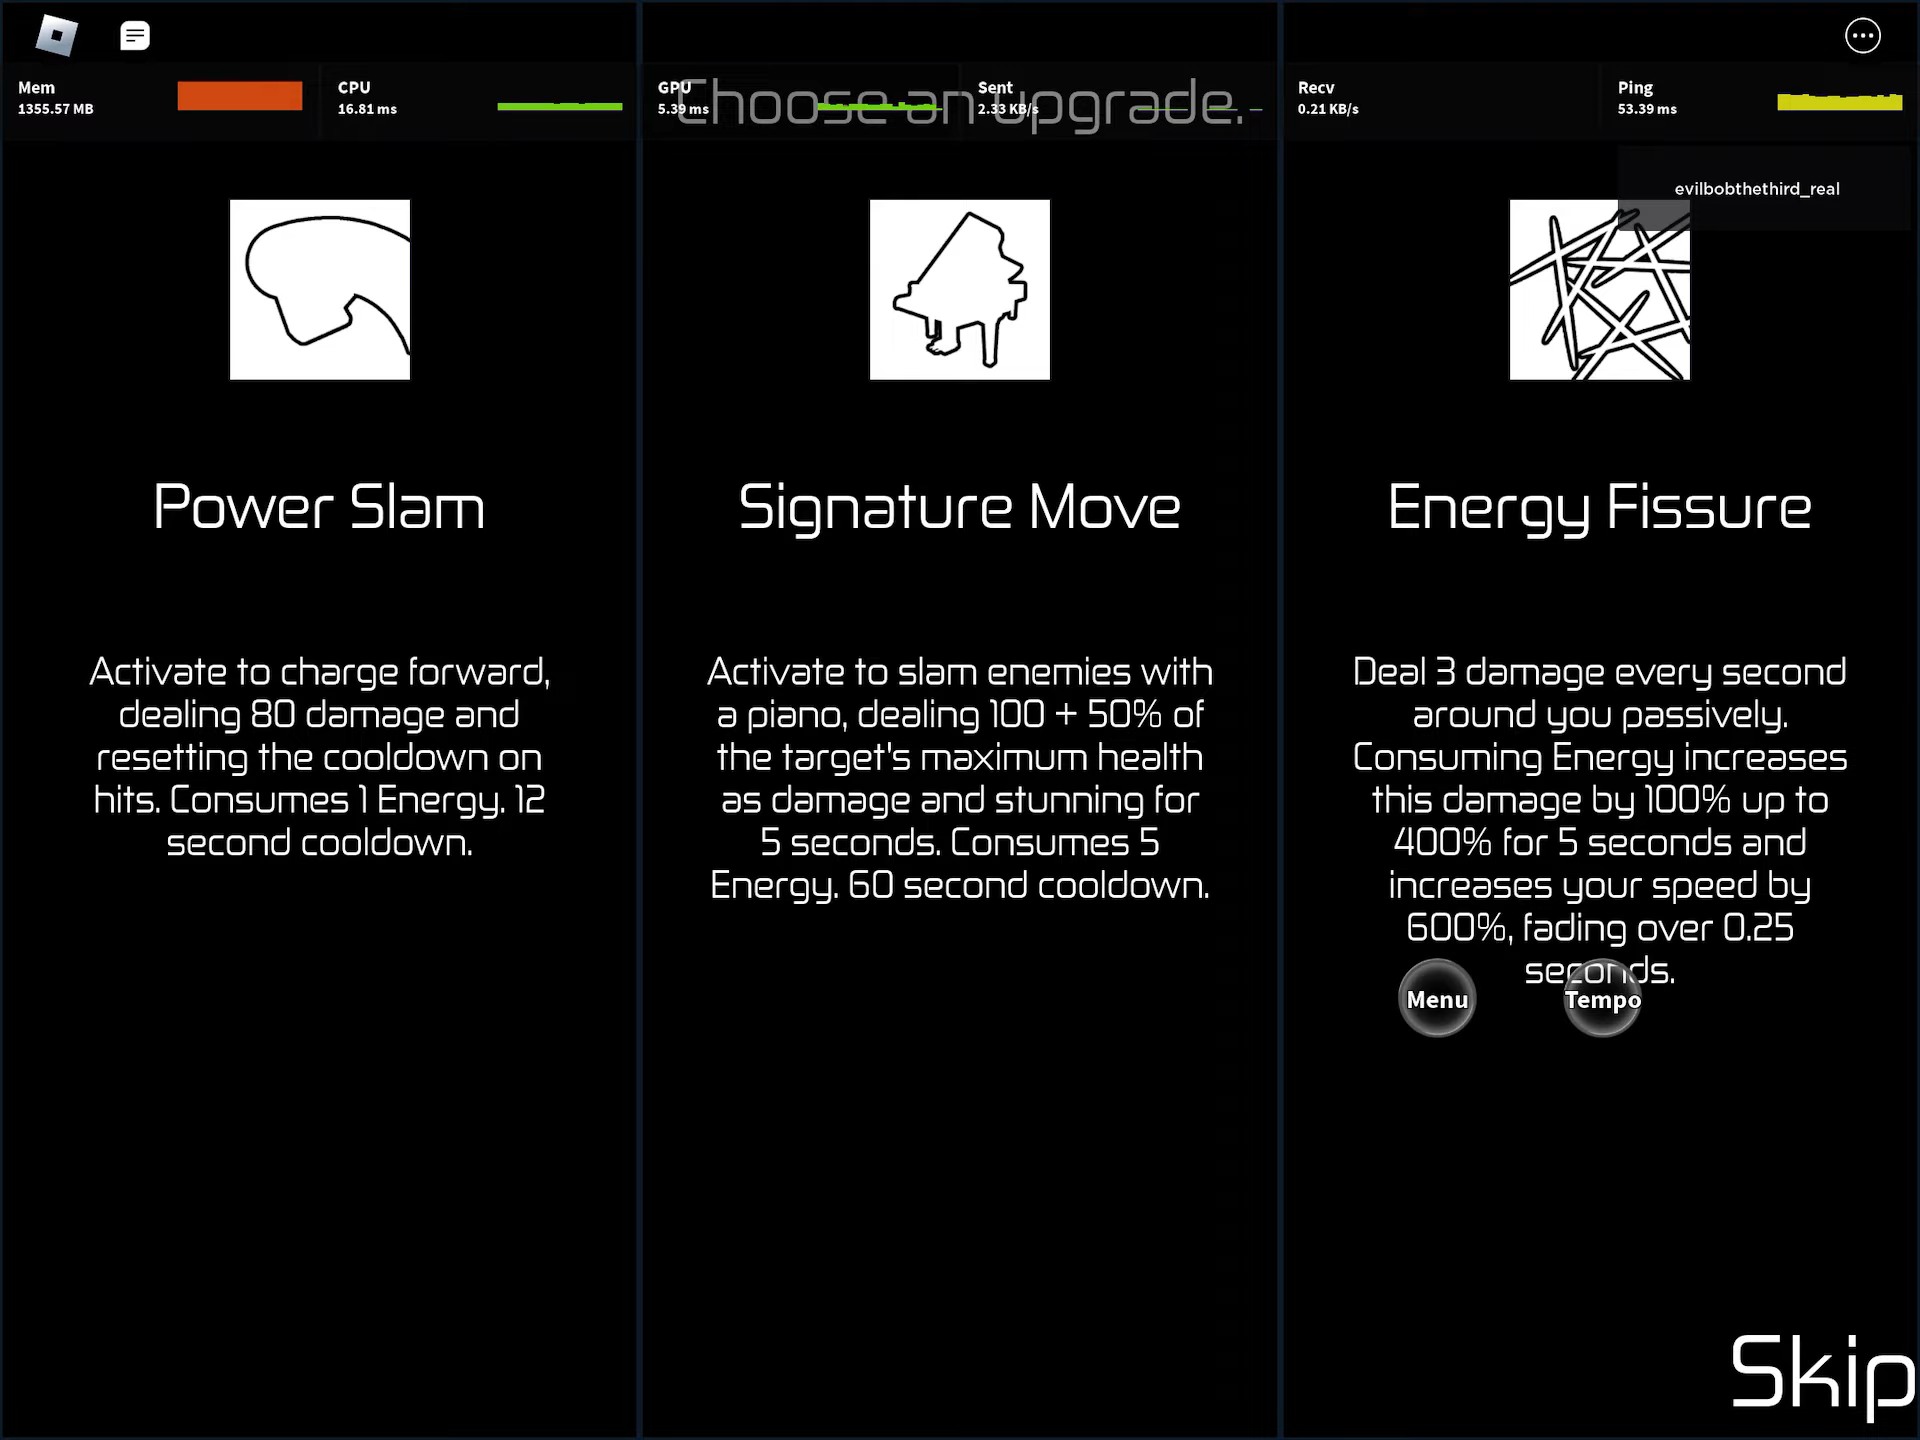 Mem
1355.57 MB
CPU
16.81 ms
GPU
5.39 ms
Sent
2.33 KB/s
Recv
0.21 KB/s
Ping
53.39 ms
Choose an upgrade.
evilbobthethird_real
Power Slam
Activate to charge forward,
dealing 80 damage and
resetting the cooldown on
hits. Consumes 1 Energy. 12
second cooldown.
Signature Move
Activate to slam enemies with
a piano, dealing 100 + 50% of
the target's maximum health
as damage and stunning for
5 seconds. Consumes 5
Energy. 60 second cooldown.
Energy Fissure
Deal 3 damage every second
around you passively.
Consuming Energy increases
this damage by 100% up to
400% for 5 seconds and
increases your speed by
600%, fading over 0.25
seconds.
Menu
Tempo
Skip